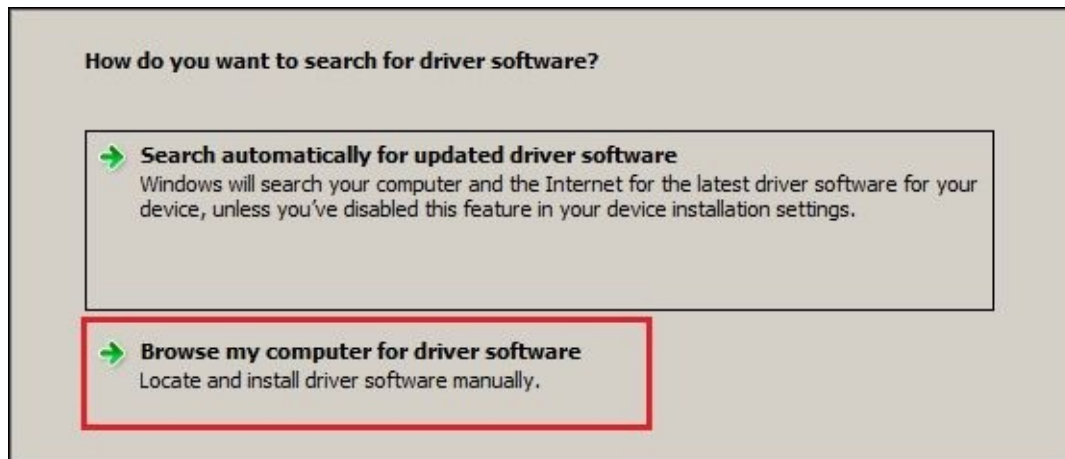 How do you want to search for driver software?
Search automatically for updated driver software
Windows will search your computer and the Internet for the latest driver software for your
device, unless you've disabled this feature in your device installation settings.
Browse my computer for driver software
Locate and install driver software manually.